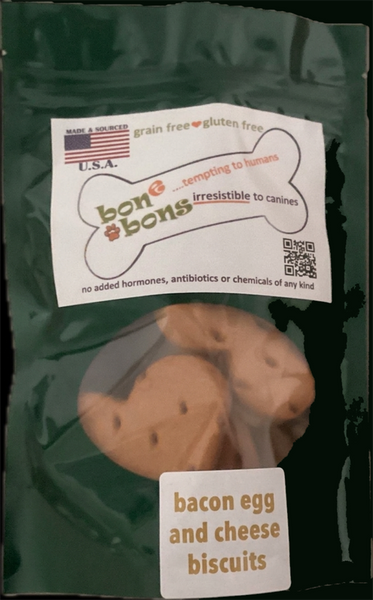 MADE & SOURCED
U.S.A.
grain free❤gluten free
....tempting to humans
bone
bons
irresistible to canines
no added hormones, antibiotics or chemicals of any kind
bacon egg
and cheese
biscuits